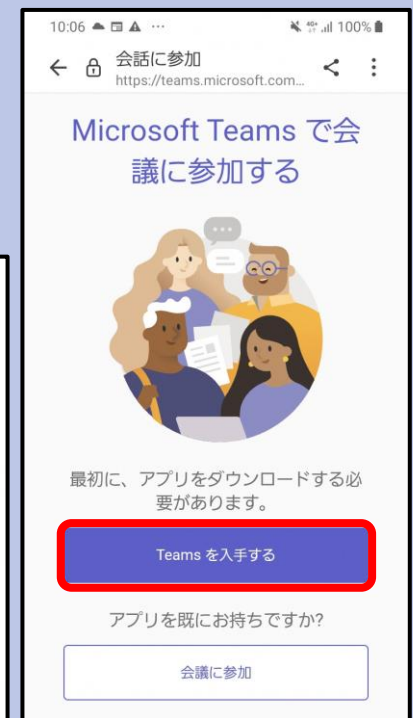 10:06 ... 4G+ 100%
会話に参加
https://teams.microsoft.com...
Microsoft Teams で会
議に参加する
最初に、アプリをダウンロードする必
要があります。
Teams を入手する
アプリを既にお持ちですか?
会議に参加